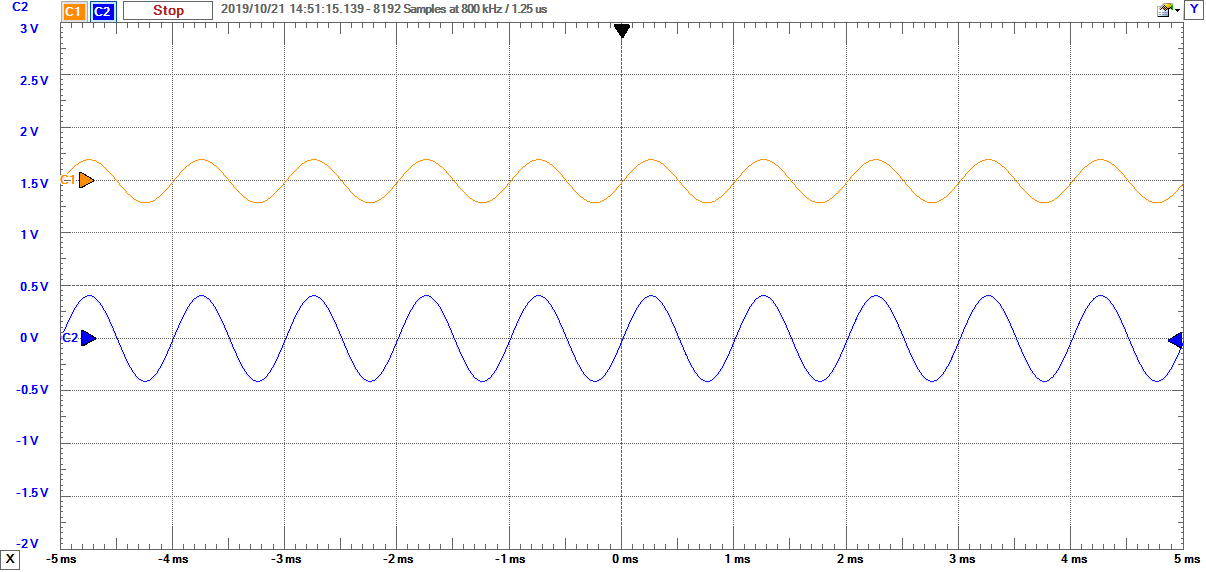 C2 C1 C2 Stop 2019/10/21 14:51:15.139 - 8192 Samples at 800 kHz / 1.25 us Y
3 V
2.5 V
2 V
C1
1.5 V
1 V
0.5 V
C2
0 V
-0.5 V
-1 V
-1.5 V
-2 V
X -5 ms -4 ms -3 ms -2 ms -1 ms 0 ms 1 ms 2 ms 3 ms 4 ms 5 ms